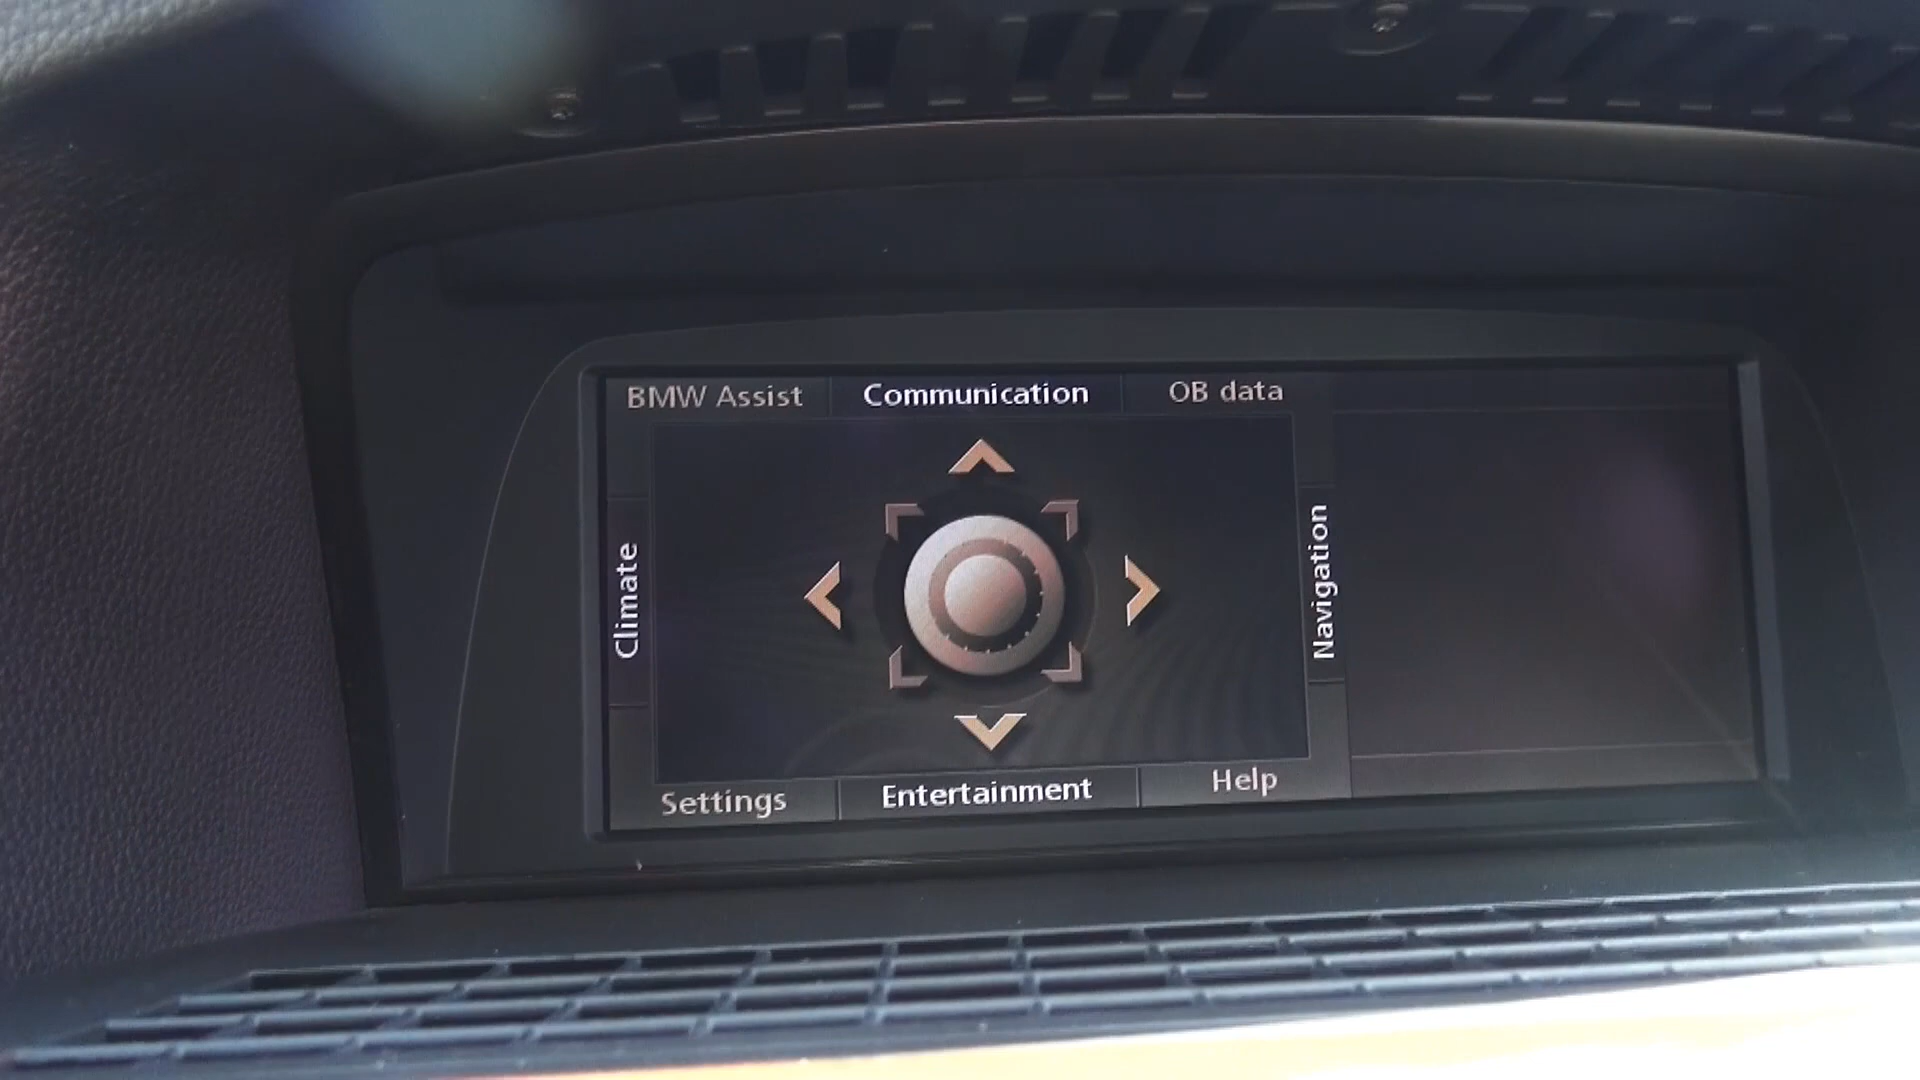 BMW Assist
Communication
OB data
Climate
Navigation
Settings
Entertainment
Help